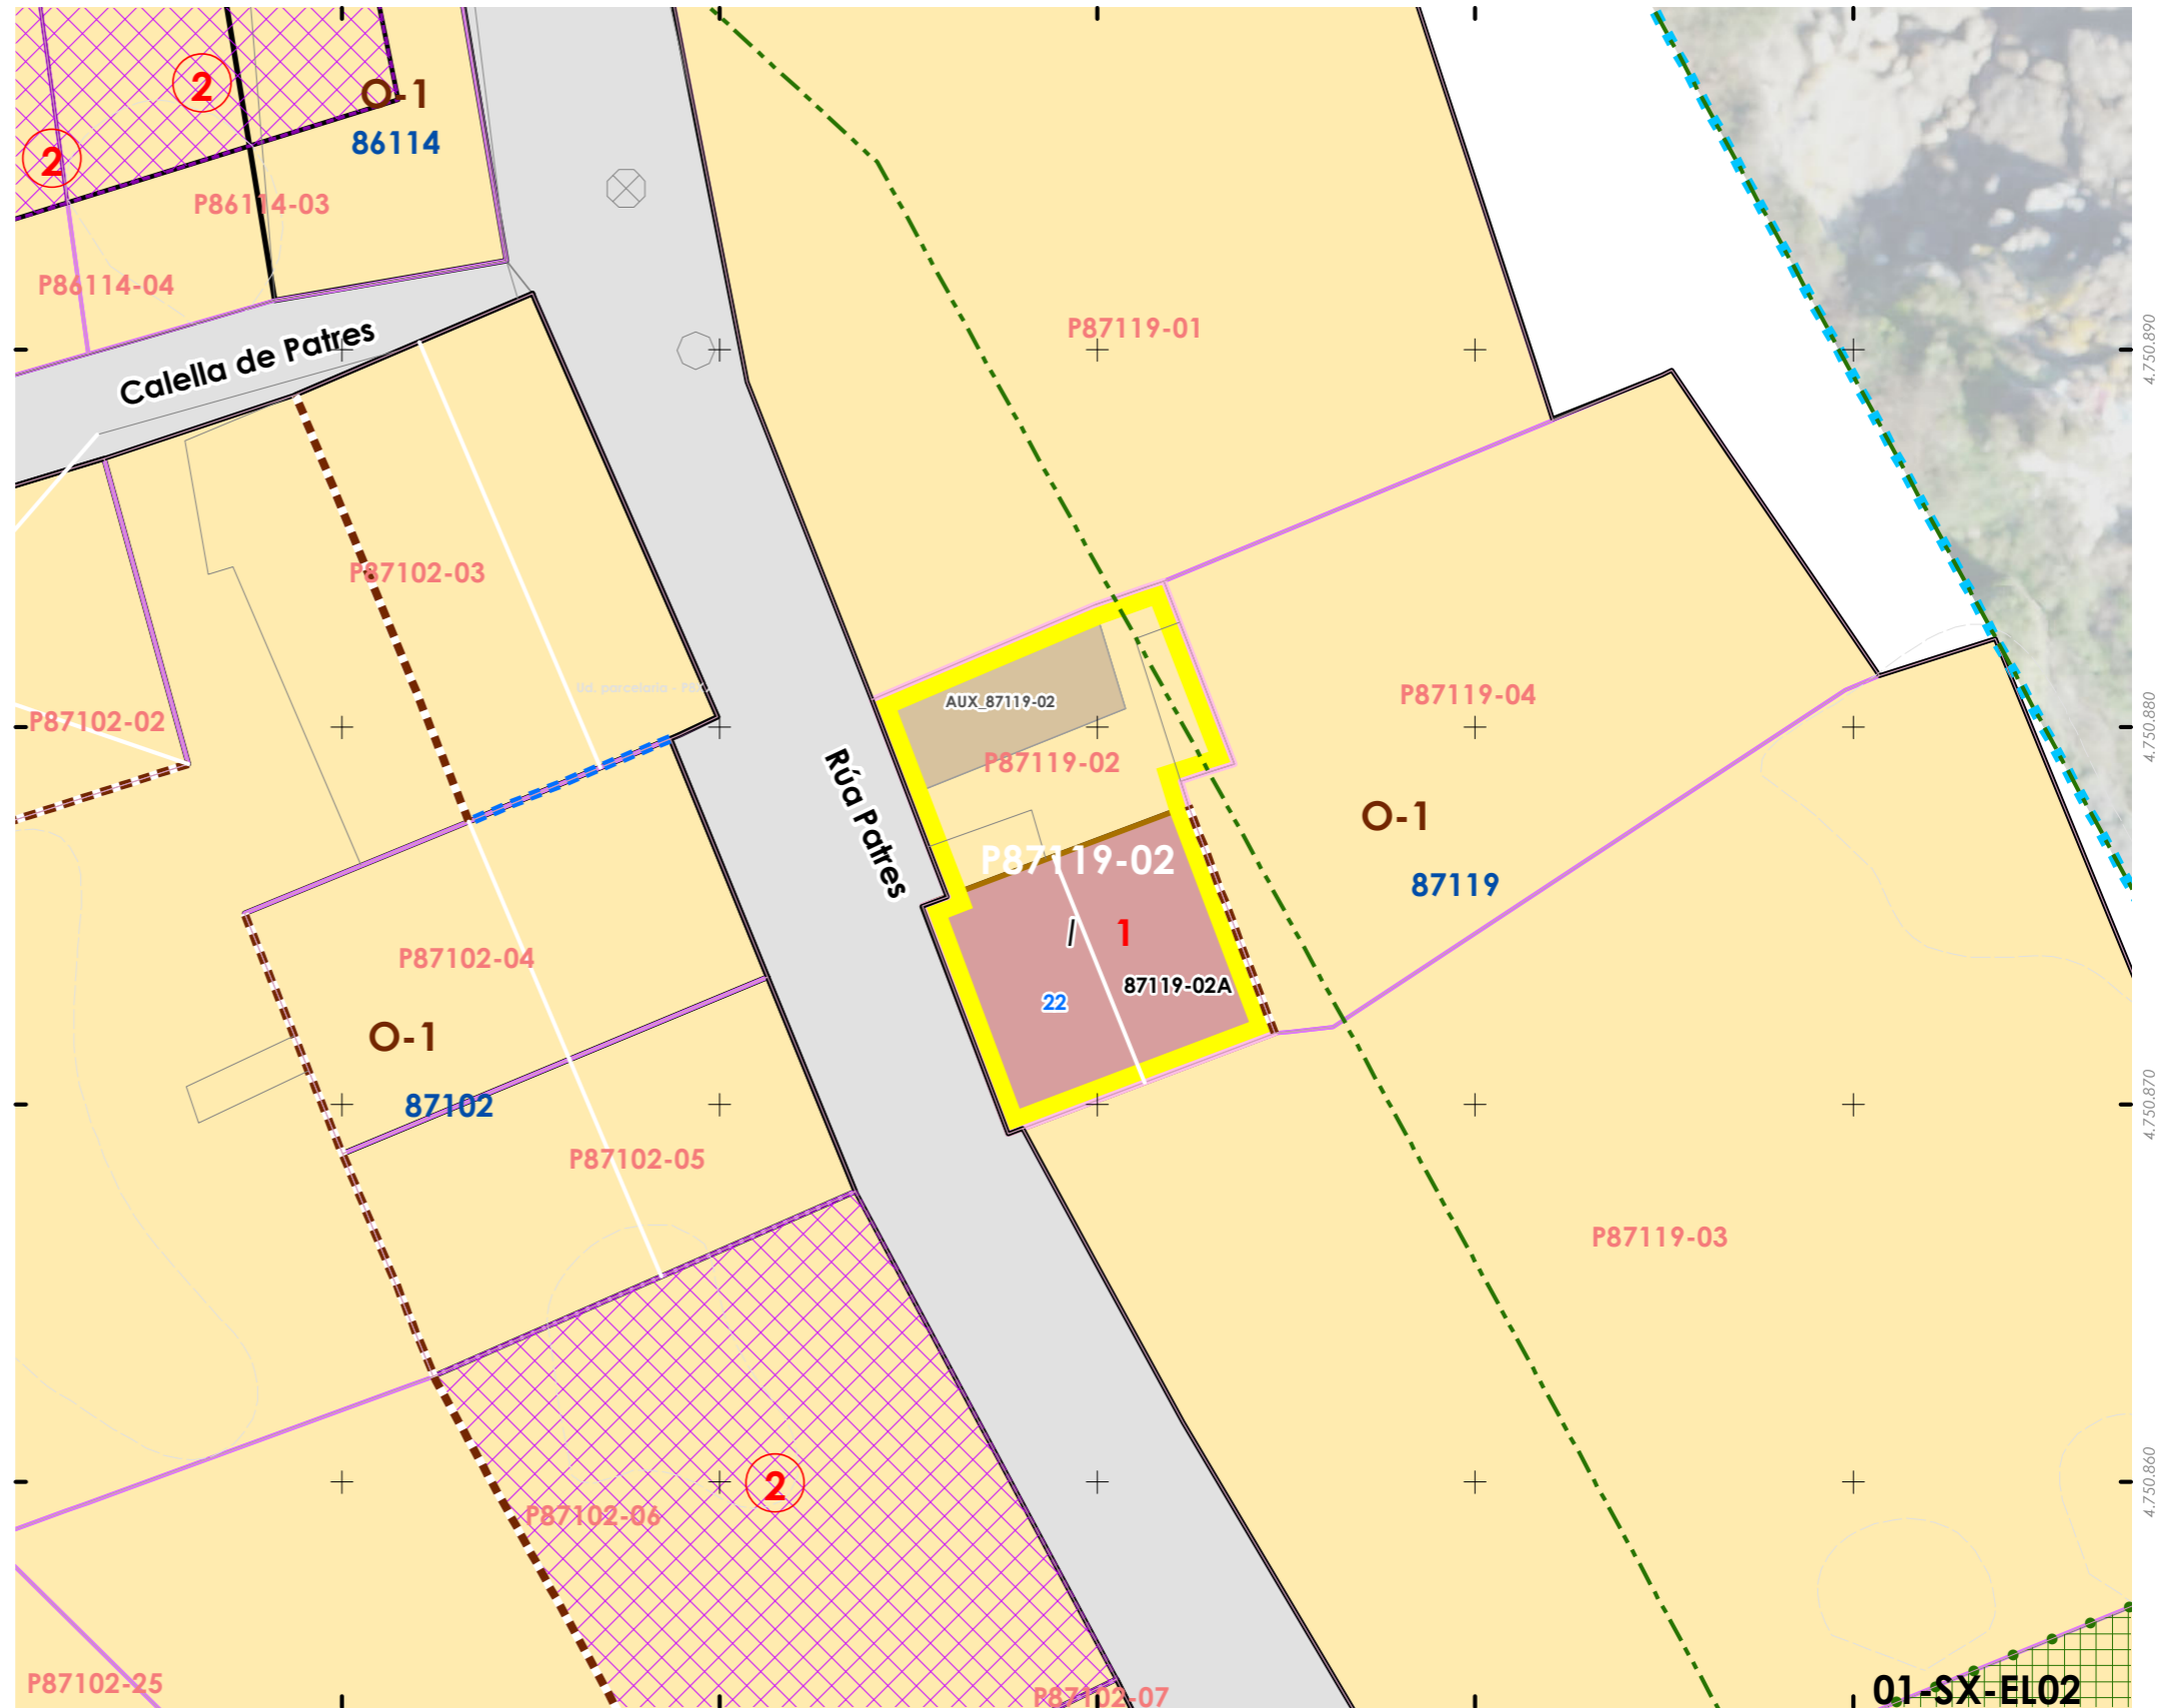 2
O-1
86114
2
P86114-03
P86114-04
P87119-01
Calella de Patres
4.750.890
P87102-03
Ud. parcelaria - P87
AUX_87119-02
P87119-04
P87102-02
4.750.880
P87119-02
Rúa Patres
O-1
P87119-02
87119
/
1
P87102-04
87119-02A
22
O-1
87102
4.750.870
P87102-05
P87119-03
2
4.750.860
P87102-06
P87102-25
P87102-07
01-SX-EL02